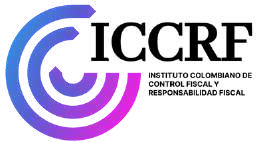 ICCRF
INSTITUTO COLOMBIANO DE
CONTROL FISCAL Y
RESPONSABILIDAD FISCAL